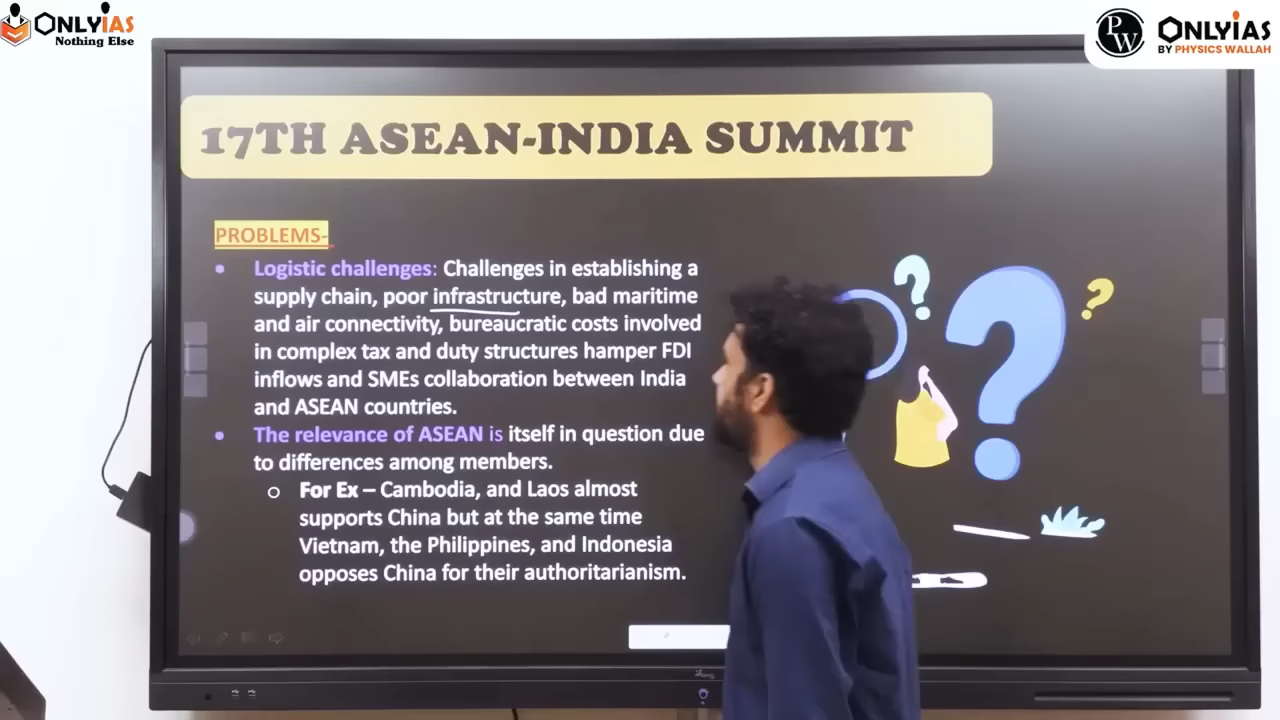 ONLYIAS
Nothing Else
PW
ONLYIAS
BY PHYSICS WALLAH
17TH ASEAN-INDIA SUMMIT
PROBLEMS-
• Logistic challenges: Challenges in establishing a
supply chain, poor infrastructure, bad maritime
and air connectivity, bureaucratic costs involved
in complex tax and duty structures hamper FDI
inflows and SMEs collaboration between India
and ASEAN countries.
• The relevance of ASEAN is itself in question due
to differences among members.
For Ex – Cambodia, and Laos almost
supports China but at the same time
Vietnam, the Philippines, and Indonesia
opposes China for their authoritarianism.